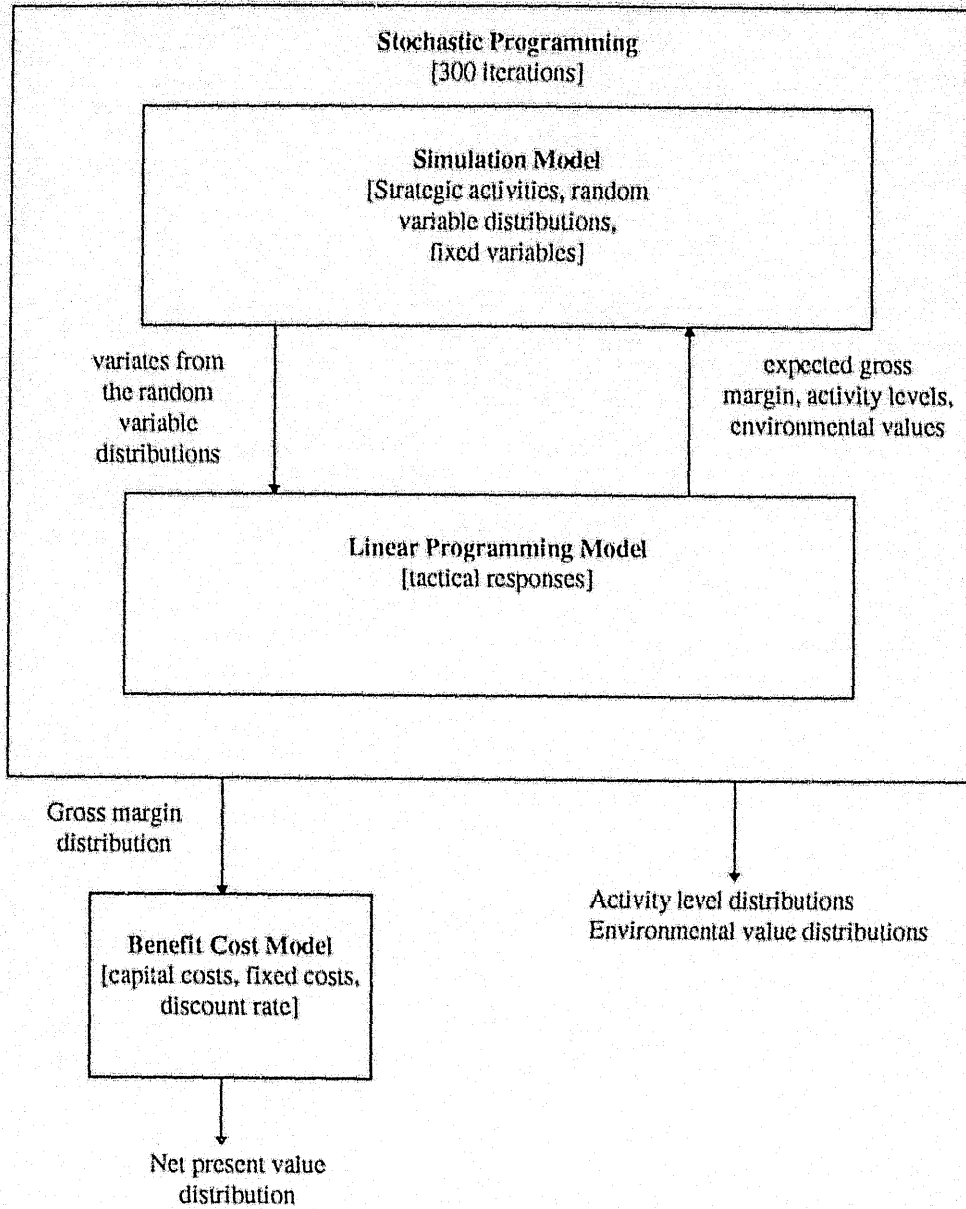 Stochastic Programming
[300 iterations]
Simulation Model
[Strategic activities, random
variable distributions,
fixed variables]
variates from
the random
variable
distributions
expected gross
margin, activity levels,
environmental values
Linear Programming Model
[tactical responses]
Gross margin
distribution
Activity level distributions
Environmental value distributions
Benefit Cost Model
[capital costs, fixed costs,
discount rate]
Net present value
distribution